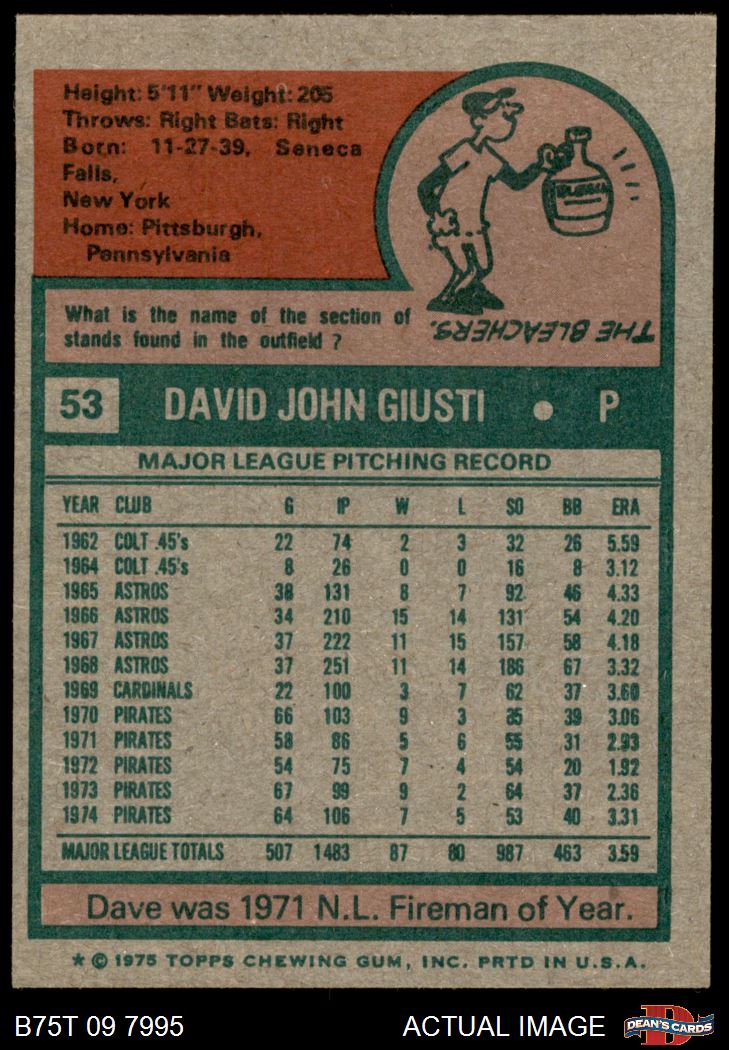 Height: 5'11" Weight: 205
Throws: Right Bats: Right
Born: 11-27-39, Seneca
Falls,
New York
Home: Pittsburgh,
Pennsylvania
BLEACH
What is the name of the section of
stands found in the outfield ?
THE BLEACHERS.
53 DAVID JOHN GIUSTI • P
MAJOR LEAGUE PITCHING RECORD
YEAR CLUB G IP W L SO BB ERA
1962 COLT .45's 22 74 2 3 32 26 5.59
1964 COLT .45's 8 26 0 0 16 8 3.12
1965 ASTROS 38 131 8 7 92 46 4.33
1966 ASTROS 34 210 15 14 131 54 4.20
1967 ASTROS 37 222 11 15 157 58 4.18
1968 ASTROS 37 251 11 14 186 67 3.32
1969 CARDINALS 22 100 3 7 62 37 3.60
1970 PIRATES 66 103 9 3 85 39 3.06
1971 PIRATES 58 86 5 6 55 31 2.93
1972 PIRATES 54 75 7 4 54 20 1.92
1973 PIRATES 67 99 9 2 64 37 2.36
1974 PIRATES 64 106 7 5 53 40 3.31
MAJOR LEAGUE TOTALS 507 1483 87 80 987 463 3.59
Dave was 1971 N.L. Fireman of Year.
* © 1975 TOPPS CHEWING GUM, INC. PRTD IN U.S.A.
B75T 09 7995 ACTUAL IMAGE DEAN'S CARDS